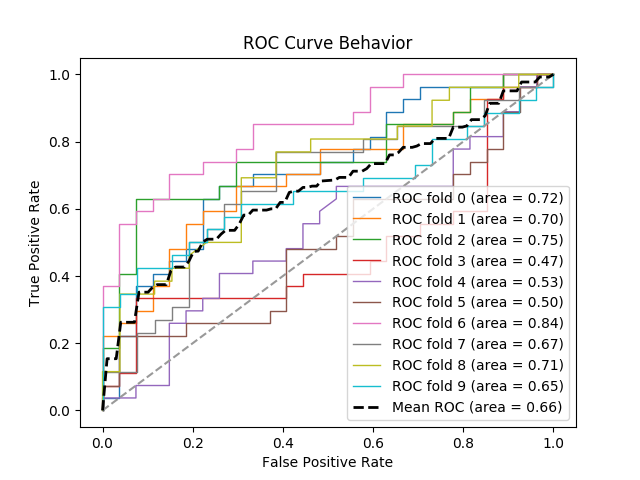 ROC Curve Behavior
True Positive Rate
1.0
0.8
0.6
0.4
0.2
0.0
ROC fold 0 (area = 0.72)
ROC fold 1 (area = 0.70)
ROC fold 2 (area = 0.75)
ROC fold 3 (area = 0.47)
ROC fold 4 (area = 0.53)
ROC fold 5 (area = 0.50)
ROC fold 6 (area = 0.84)
ROC fold 7 (area = 0.67)
ROC fold 8 (area = 0.71)
ROC fold 9 (area = 0.65)
Mean ROC (area = 0.66)
0.0 0.2 0.4 0.6 0.8 1.0
False Positive Rate